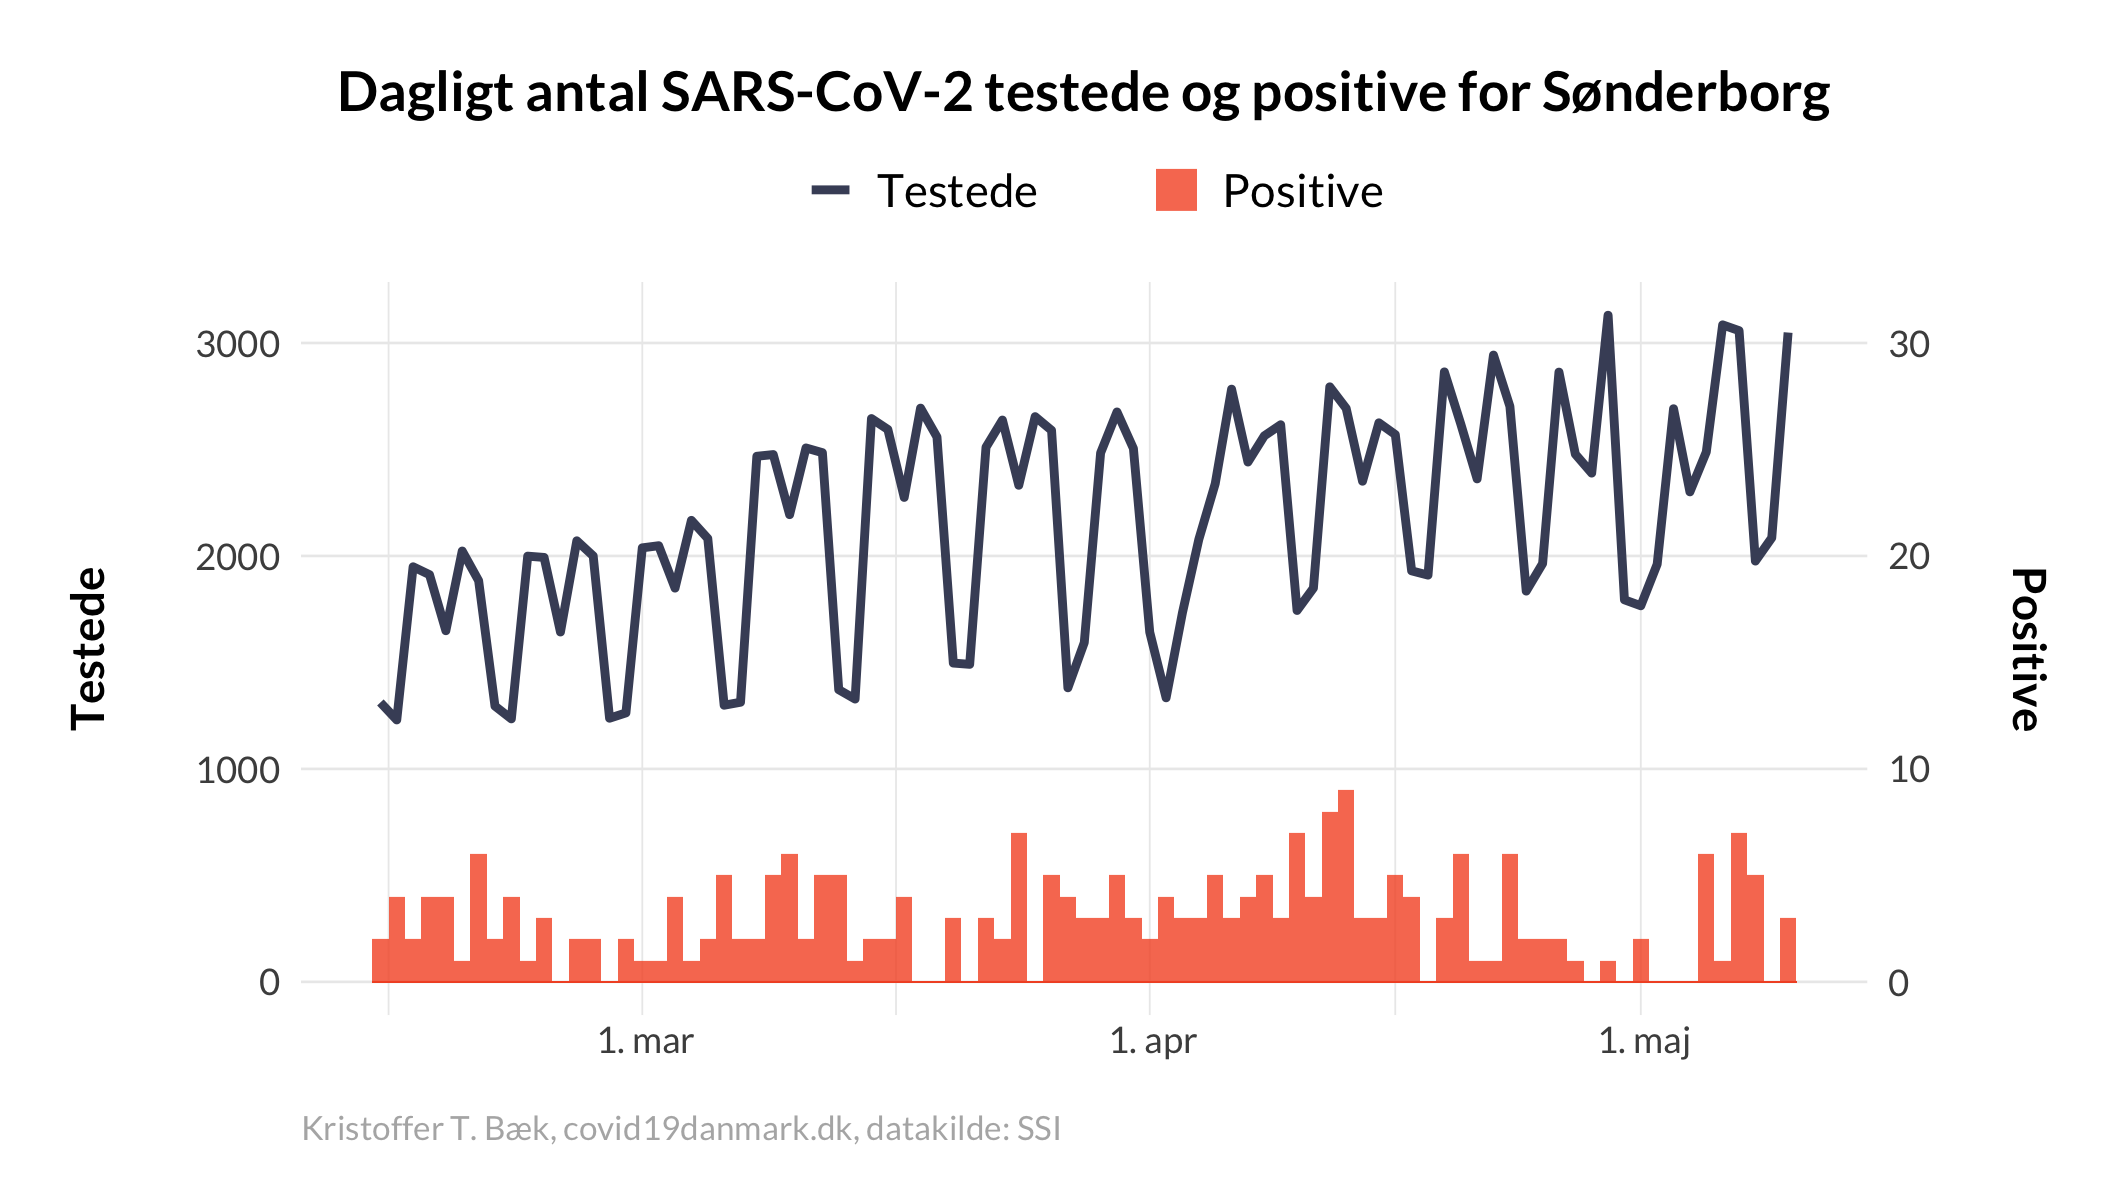 Dagligt antal SARS-CoV-2 testede og positive for Sønderborg
Testede Positive
3000 30
2000 20
1000 10
0 0
Testede
Positive
1. mar 1. apr 1. maj
Kristoffer T. Bæk, covid19danmark.dk, datakilde: SSI